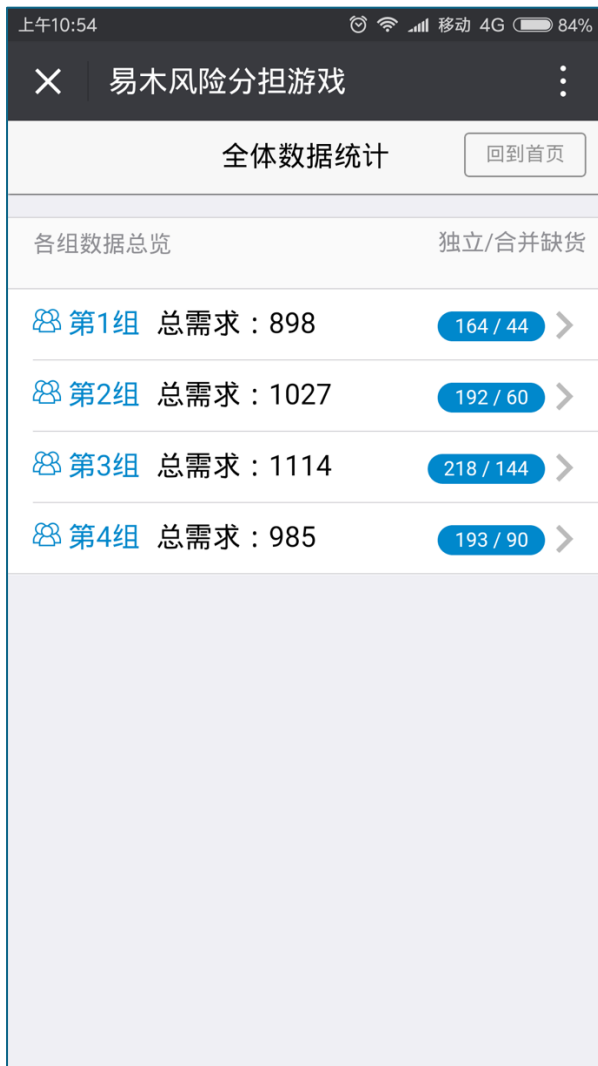 上午10:54 移动 4G 84%
易木风险分担游戏
全体数据统计 回到首页
各组数据总览 独立/合并缺货
第1组 总需求：898 164 / 44
第2组 总需求：1027 192 / 60
第3组 总需求：1114 218 / 144
第4组 总需求：985 193 / 90